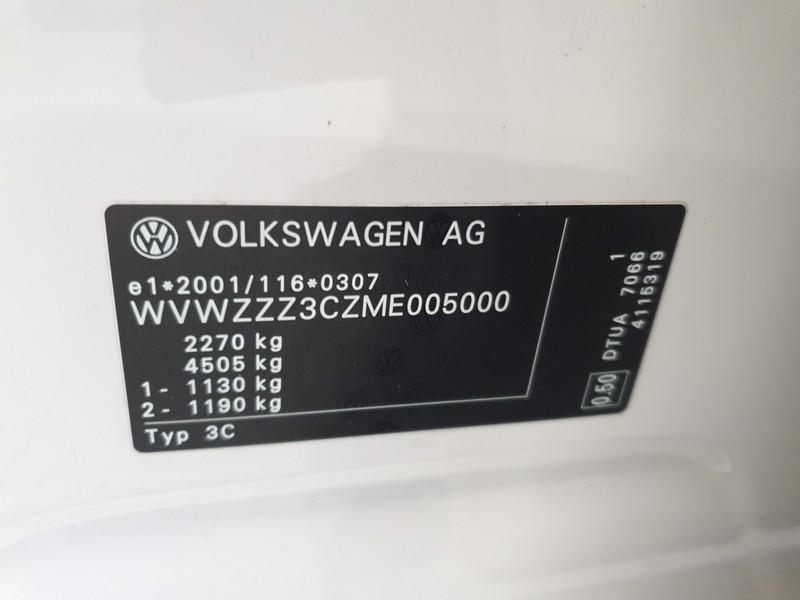 VOLKSWAGEN AG
e1*2001/116*0307
WVWZZZ3CZME005000
2270 kg
4505 kg
1- 1130 kg
2- 1190 kg
Typ 3C
0.50 DTUA 7066 1
4115319